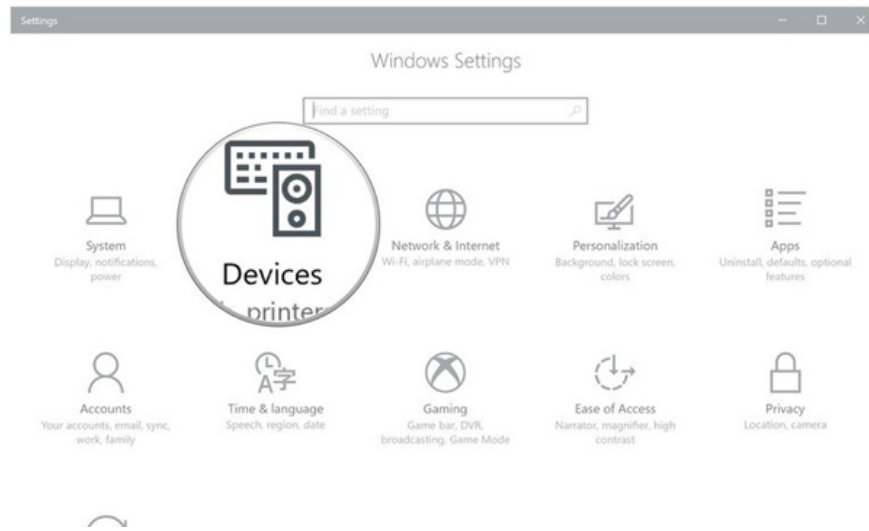 Settings
Windows Settings
Find a setting
System
Display, notifications,
power
Devices
printer
Network & Internet
Wi-Fi, airplane mode, VPN
Personalization
Background, lock screen,
colors
Apps
Uninstall, defaults, optional
features
Accounts
Your accounts, email, sync,
work, family
Time & language
Speech, region, date
Gaming
Game bar, DVR,
broadcasting, Game Mode
Ease of Access
Narrator, magnifier, high
contrast
Privacy
Location, camera